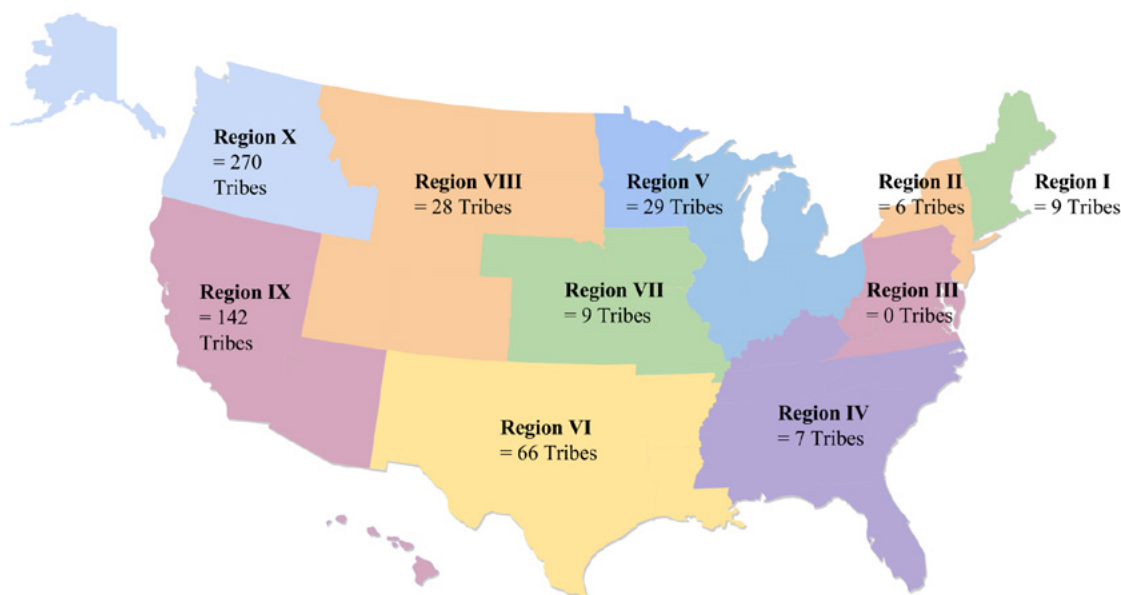 Region X
= 270
Tribes
Region VIII
= 28 Tribes
Region V
= 29 Tribes
Region II
= 6 Tribes
Region I
= 9 Tribes
Region IX
= 142
Tribes
Region VII
= 9 Tribes
Region III
= 0 Tribes
Region VI
= 66 Tribes
Region IV
= 7 Tribes